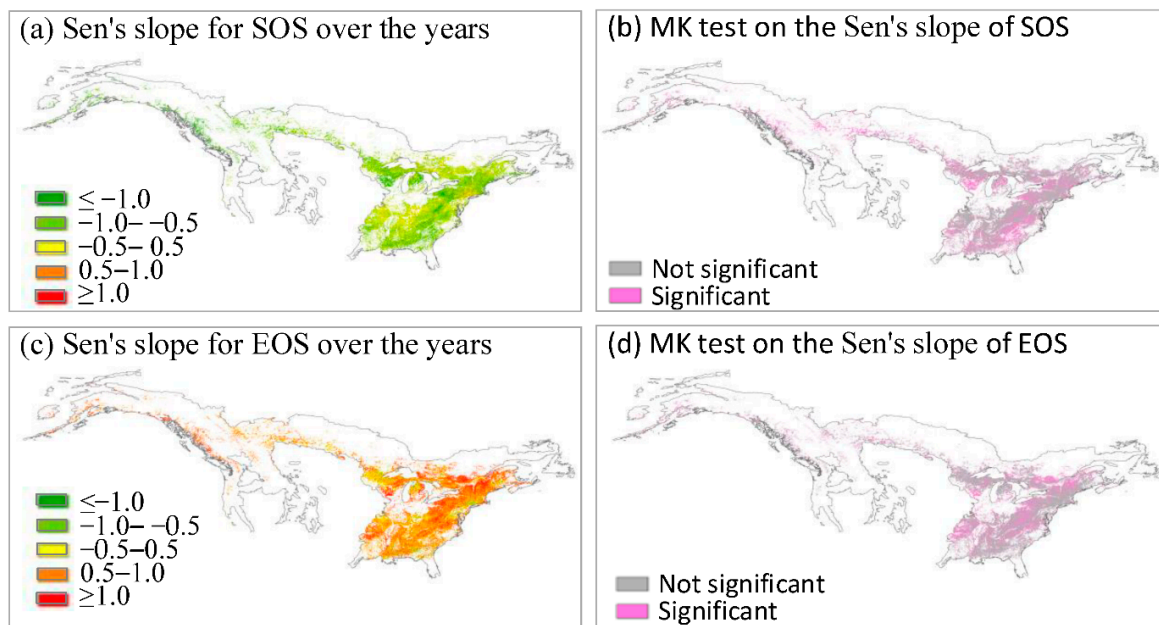 (a) Sen's slope for SOS over the years
≤ −1.0
−1.0– −0.5
−0.5– 0.5
0.5–1.0
≥1.0
(b) MK test on the Sen's slope of SOS
Not significant
Significant
(c) Sen's slope for EOS over the years
≤−1.0
−1.0– −0.5
−0.5–0.5
0.5–1.0
≥1.0
(d) MK test on the Sen's slope of EOS
Not significant
Significant